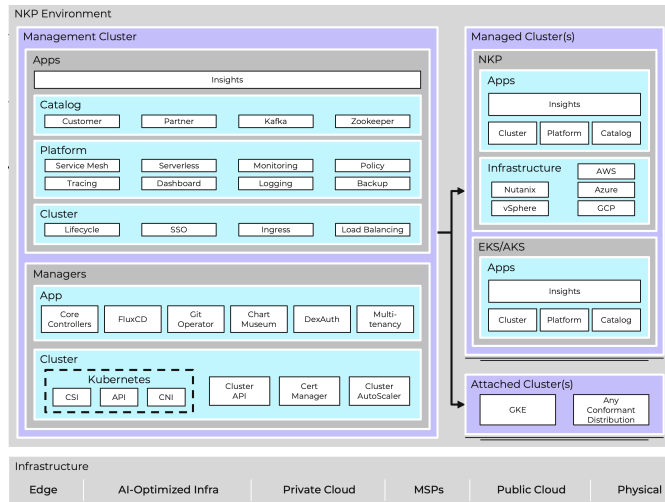 NKP Environment
Management Cluster
Apps
Insights
Catalog
Customer
Partner
Kafka
Zookeeper
Platform
Service Mesh
Serverless
Monitoring
Policy
Tracing
Dashboard
Logging
Backup
Cluster
Lifecycle
SSO
Ingress
Load Balancing
Managers
App
Core
Controllers
FluxCD
Git
Operator
Chart
Museum
DexAuth
Multi-
tenancy
Cluster
Kubernetes
CSI
API
CNI
Cluster
API
Cert
Manager
Cluster
AutoScaler
Managed Cluster(s)
NKP
Apps
Insights
Cluster
Platform
Catalog
Infrastructure
AWS
Nutanix
Azure
vSphere
GCP
EKS/AKS
Apps
Insights
Cluster
Platform
Catalog
Attached Cluster(s)
GKE
Any
Conformant
Distribution
Infrastructure
Edge
AI-Optimized Infra
Private Cloud
MSPs
Public Cloud
Physical